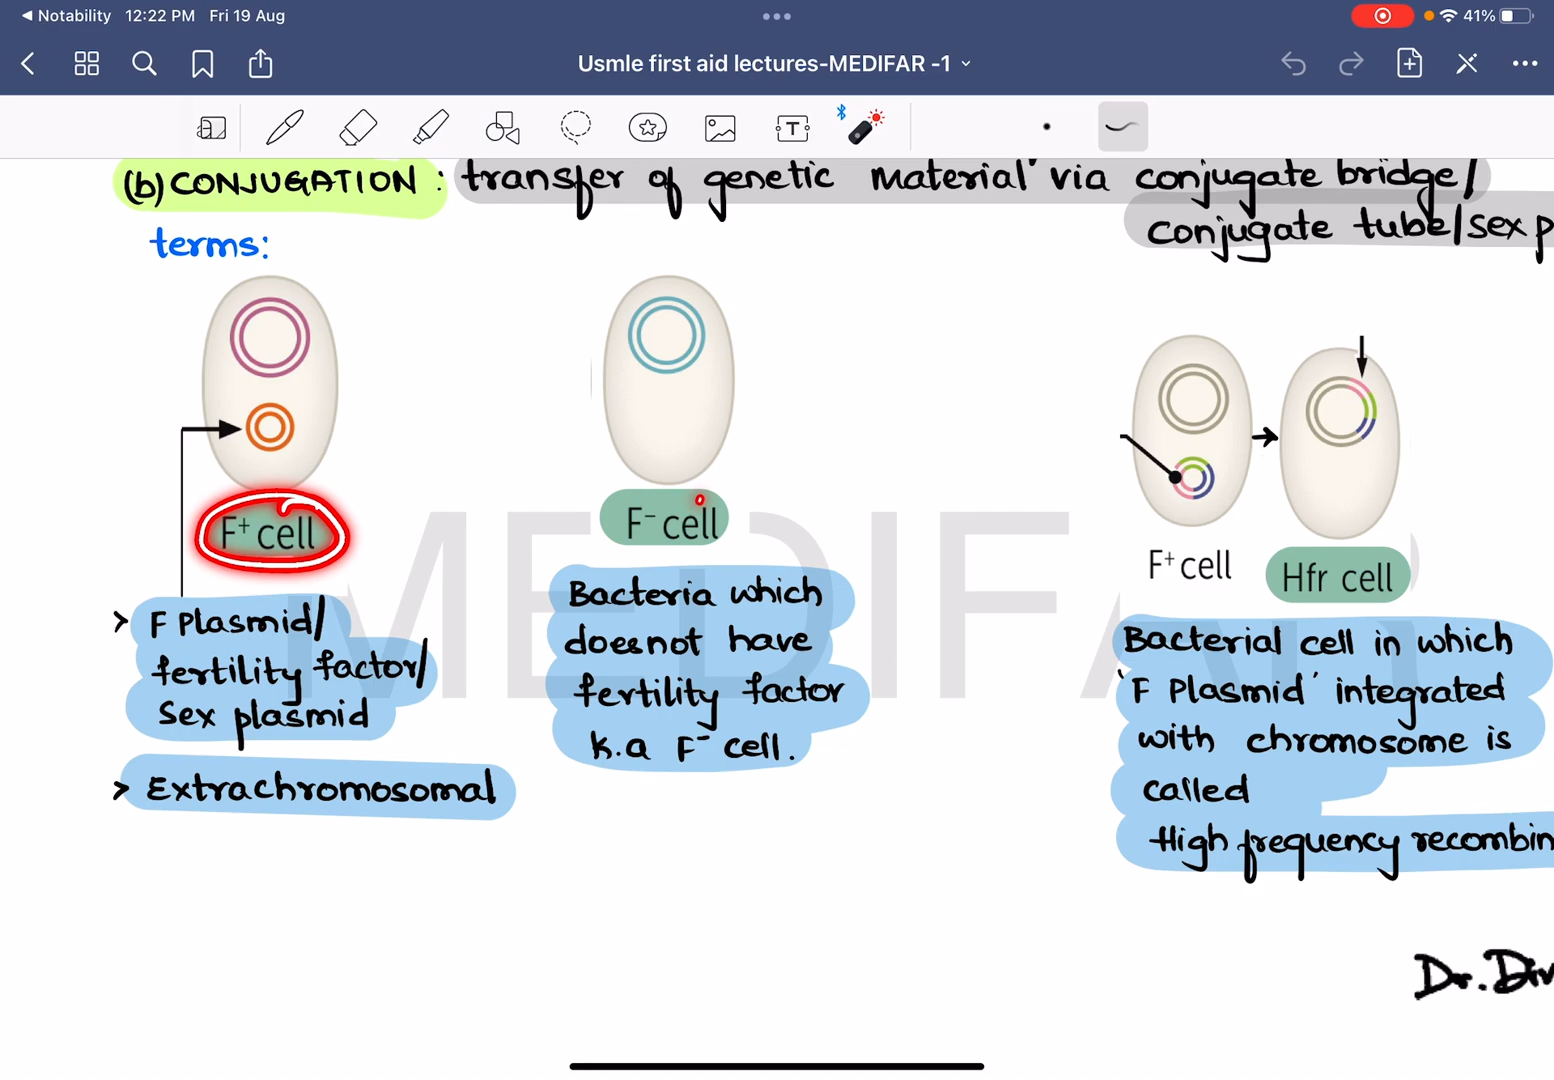 Notability 12:22 PM Fri 19 Aug
41%
Usmle first aid lectures-MEDIFAR -1
(b) CONJUGATION : transfer of genetic material via conjugate bridge/
conjugate tube/sex p
terms:
F+ cell
F- cell
F+ cell
Hfr cell
> F Plasmid/
fertility factor/
Sex plasmid
> Extrachromosomal
Bacteria which
doesnot have
fertility factor
k.a F- cell.
Bacterial cell in which
'F Plasmid' integrated
with chromosome is
called
High frequency recombin
MEDIFAR
Dr. Div